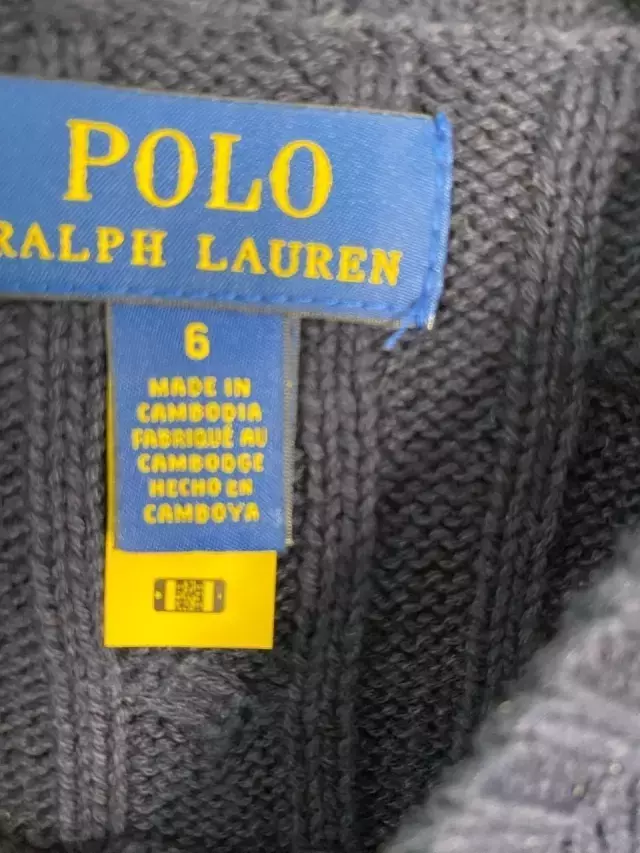 POLO
RALPH LAUREN
6
MADE IN
CAMBODIA
FABRIQUÉ AU
CAMBODGE
HECHO EN
CAMBOYA